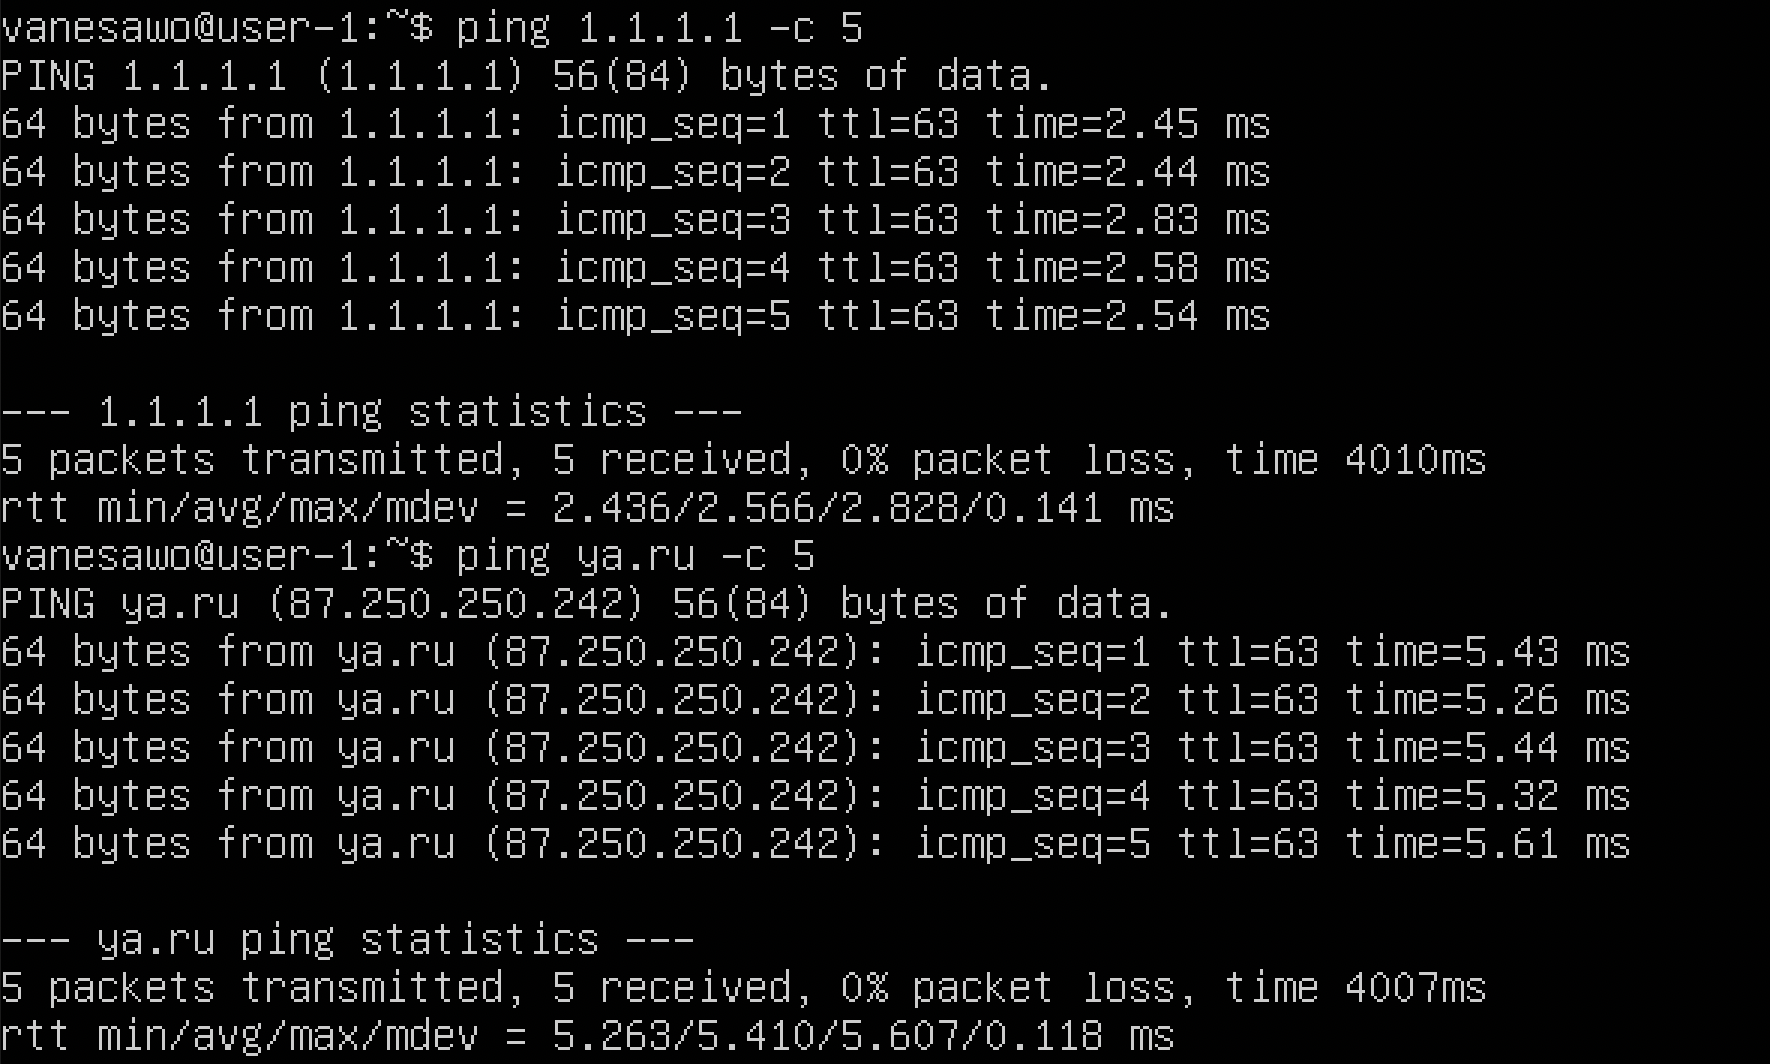 vanesawo@user-1:~$ ping 1.1.1.1 -c 5
PING 1.1.1.1 (1.1.1.1) 56(84) bytes of data.
64 bytes from 1.1.1.1: icmp_seq=1 ttl=63 time=2.45 ms
64 bytes from 1.1.1.1: icmp_seq=2 ttl=63 time=2.44 ms
64 bytes from 1.1.1.1: icmp_seq=3 ttl=63 time=2.83 ms
64 bytes from 1.1.1.1: icmp_seq=4 ttl=63 time=2.58 ms
64 bytes from 1.1.1.1: icmp_seq=5 ttl=63 time=2.54 ms

--- 1.1.1.1 ping statistics ---
5 packets transmitted, 5 received, 0% packet loss, time 4010ms
rtt min/avg/max/mdev = 2.436/2.566/2.828/0.141 ms
vanesawo@user-1:~$ ping ya.ru -c 5
PING ya.ru (87.250.250.242) 56(84) bytes of data.
64 bytes from ya.ru (87.250.250.242): icmp_seq=1 ttl=63 time=5.43 ms
64 bytes from ya.ru (87.250.250.242): icmp_seq=2 ttl=63 time=5.26 ms
64 bytes from ya.ru (87.250.250.242): icmp_seq=3 ttl=63 time=5.44 ms
64 bytes from ya.ru (87.250.250.242): icmp_seq=4 ttl=63 time=5.32 ms
64 bytes from ya.ru (87.250.250.242): icmp_seq=5 ttl=63 time=5.61 ms

--- ya.ru ping statistics ---
5 packets transmitted, 5 received, 0% packet loss, time 4007ms
rtt min/avg/max/mdev = 5.263/5.410/5.607/0.118 ms